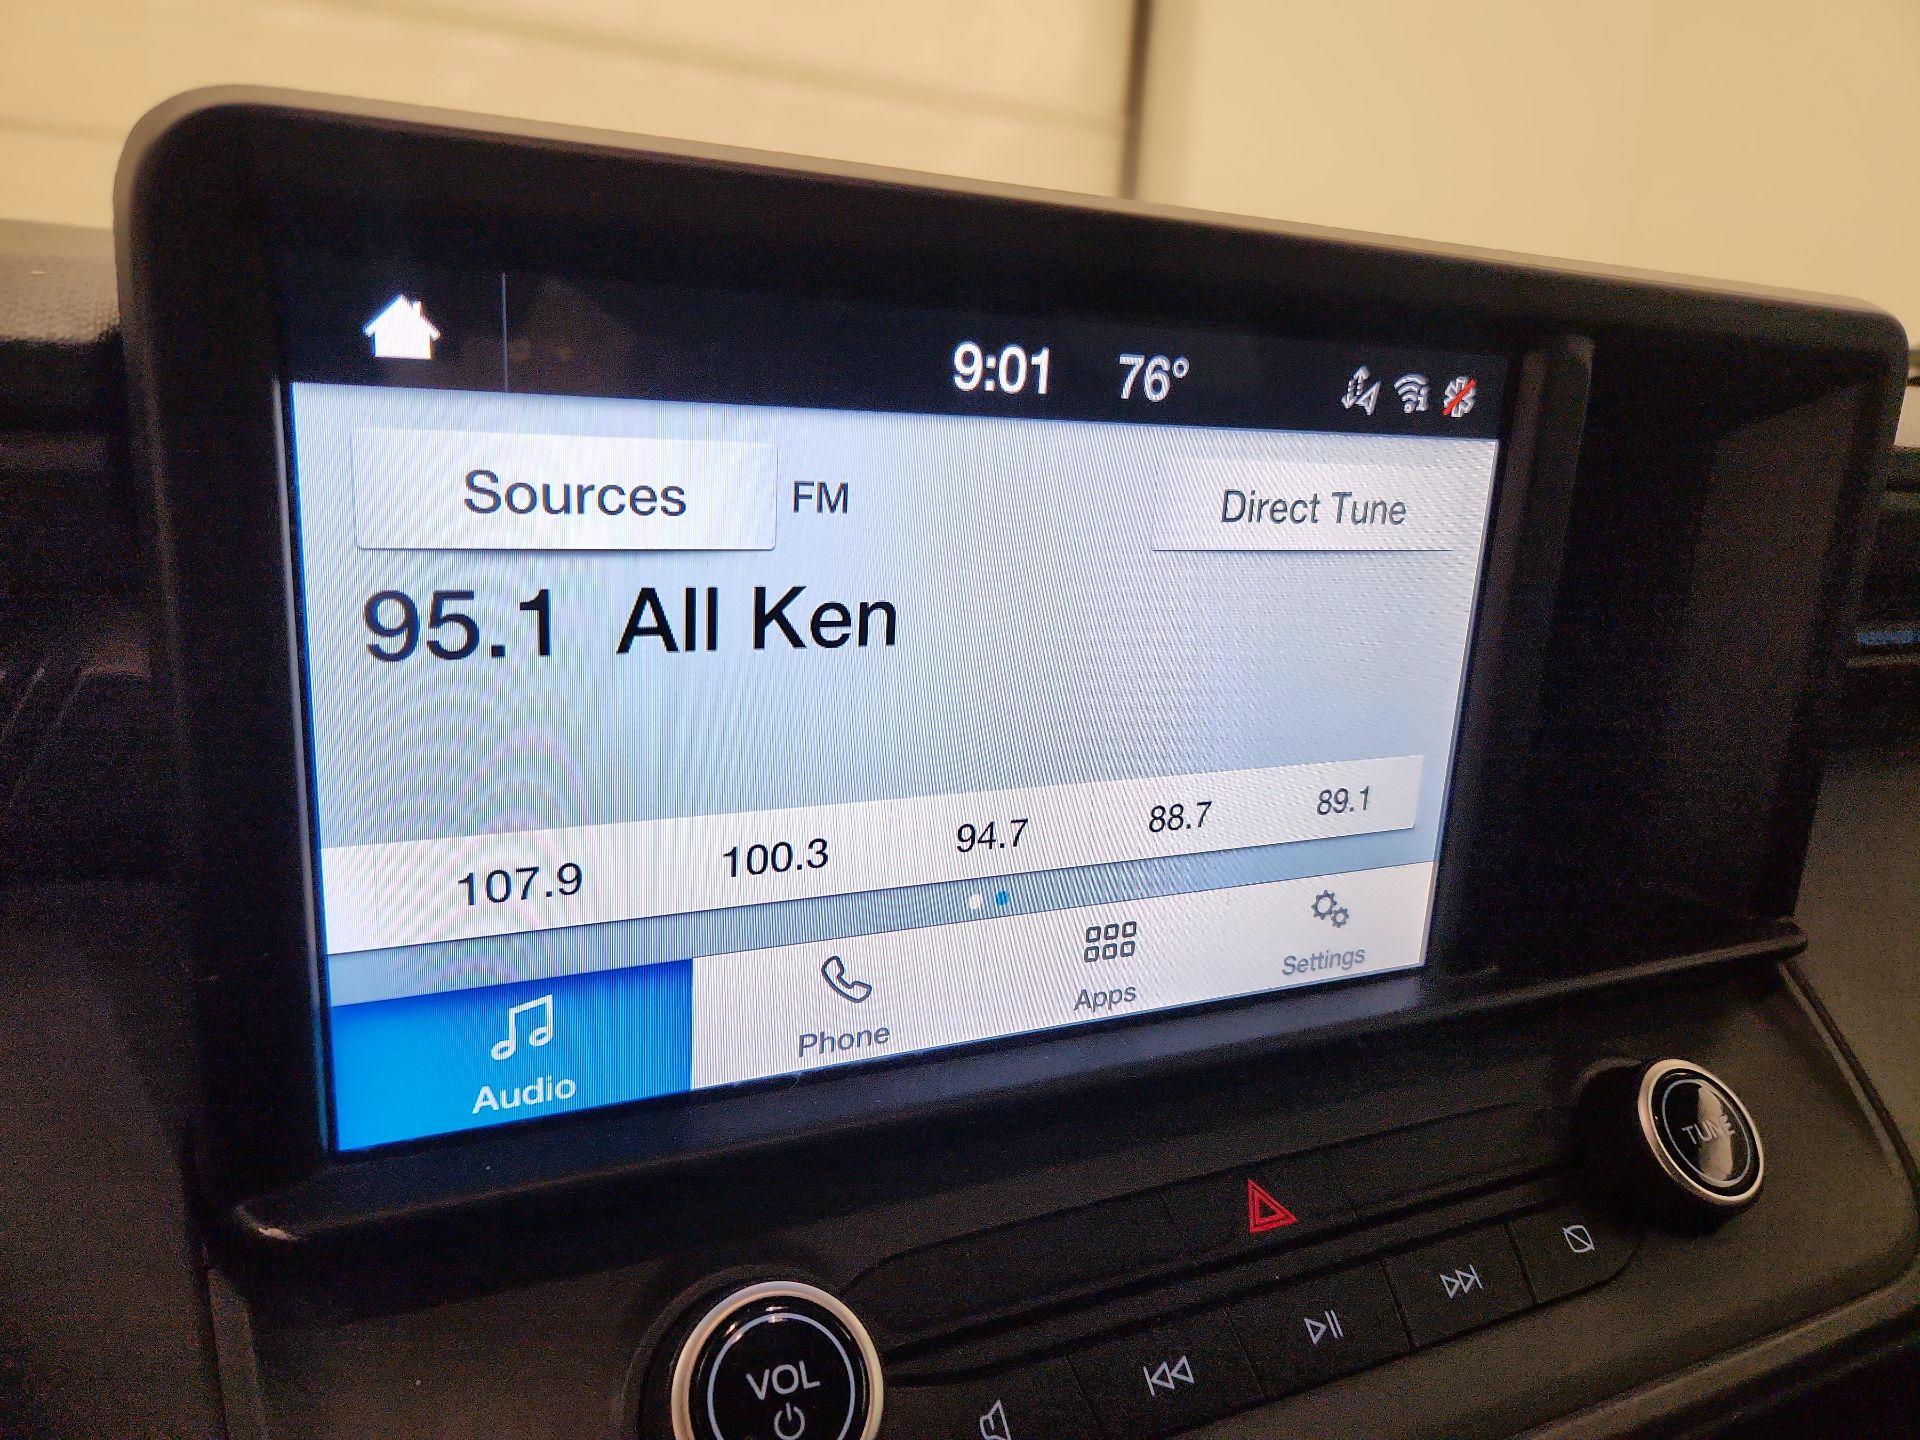 9:01 76°
Sources FM Direct Tune
95.1 All Ken
107.9 100.3 94.7 88.7 89.1
Audio Phone Apps Settings
TUNE
VOL